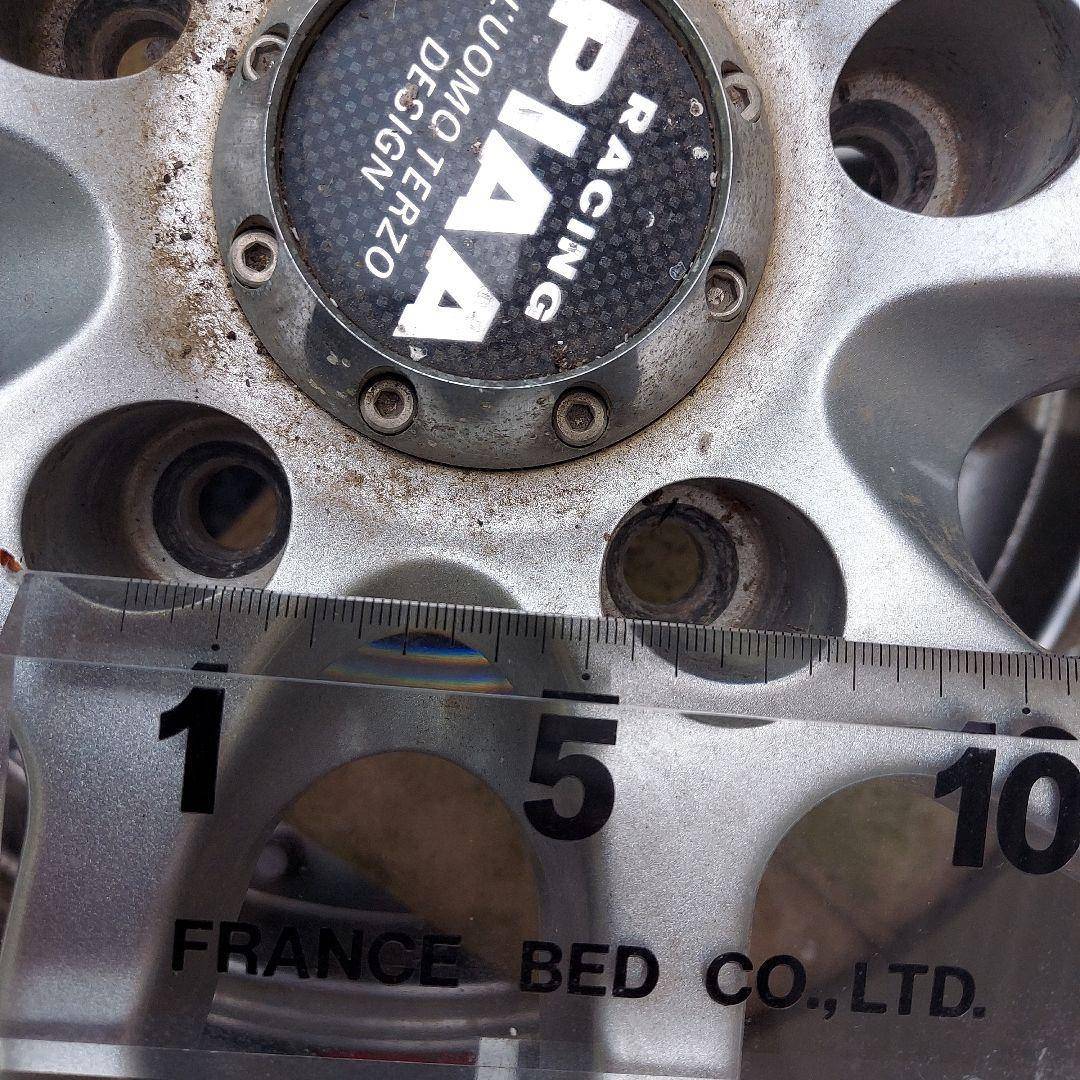 RACING
PIAA
L'UOMO TERZO
DESIGN
1 5 10
FRANCE BED CO., LTD.